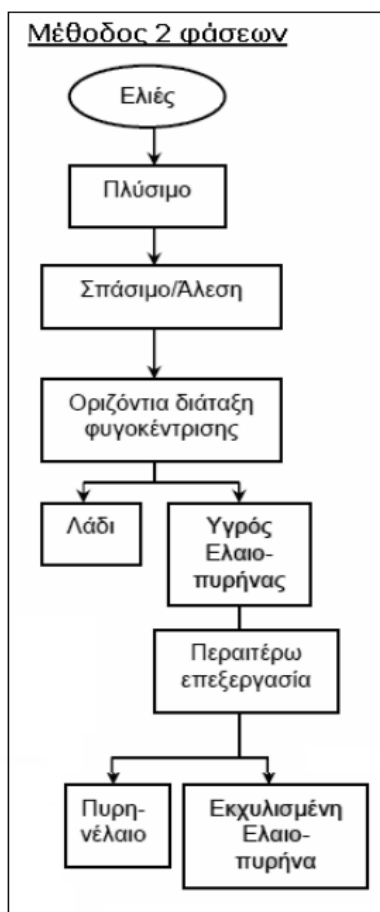 Μέθοδος 2 φάσεων
Ελιές
Πλύσιμο
Σπάσιμο/Άλεση
Οριζόντια διάταξη
φυγοκέντρισης
Λάδι
Υγρός
Ελαιο-
πυρήνας
Περαιτέρω
επεξεργασία
Πυρη-
νέλαιο
Εκχυλισμένη
Ελαιο-
πυρήνα